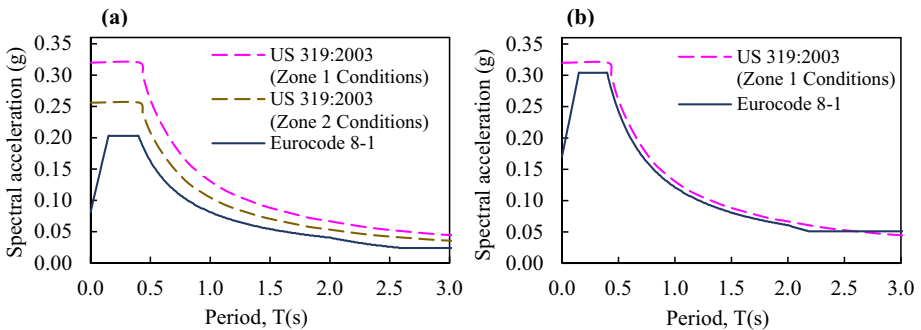 (a)
0.35
0.30
0.25
0.20
0.15
0.10
0.05
0.00
Spectral acceleration (g)
US 319:2003
(Zone 1 Conditions)
US 319:2003
(Zone 2 Conditions)
Eurocode 8-1
0.0 0.5 1.0 1.5 2.0 2.5 3.0
Period, T(s)
(b)
0.35
0.30
0.25
0.20
0.15
0.10
0.05
0.00
Spectral acceleration (g)
US 319:2003
(Zone 1 Conditions)
Eurocode 8-1
0.0 0.5 1.0 1.5 2.0 2.5 3.0
Period, T(s)